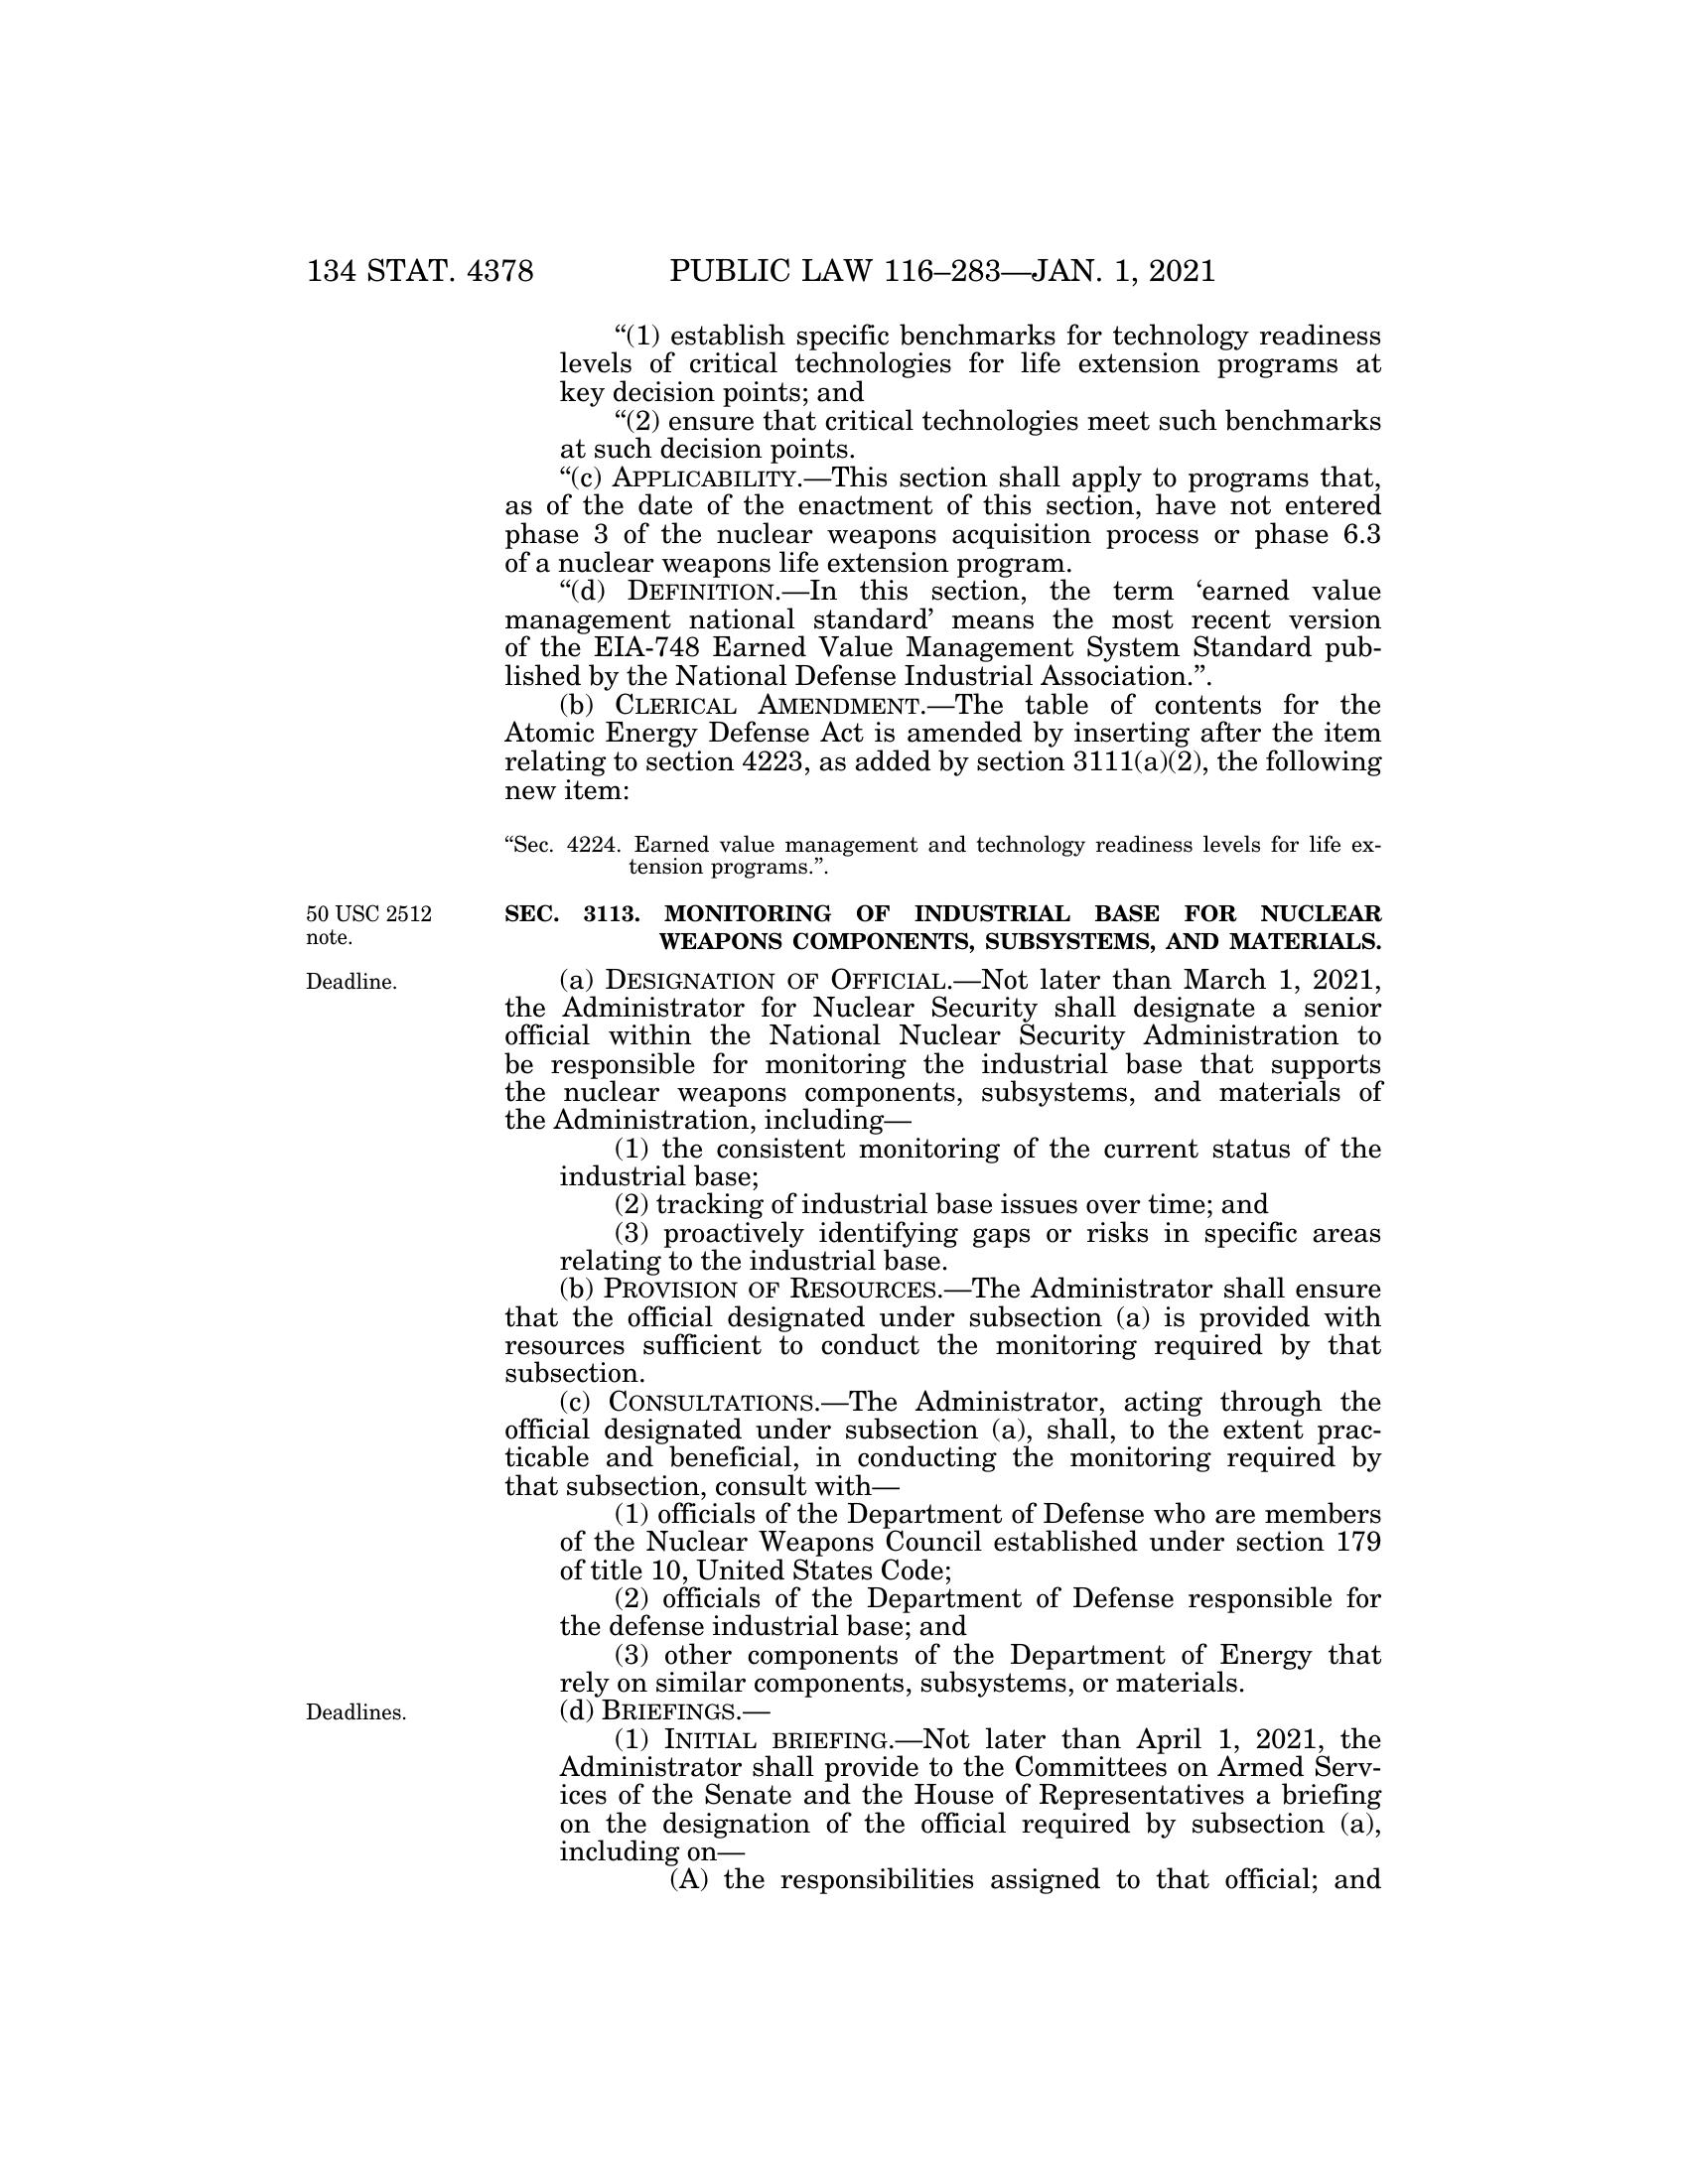 134 STAT. 4378 PUBLIC LAW 116–283—JAN. 1, 2021
“(1) establish specific benchmarks for technology readiness
levels of critical technologies for life extension programs at
key decision points; and
“(2) ensure that critical technologies meet such benchmarks
at such decision points.
“(c) APPLICABILITY.—This section shall apply to programs that,
as of the date of the enactment of this section, have not entered
phase 3 of the nuclear weapons acquisition process or phase 6.3
of a nuclear weapons life extension program.
“(d) DEFINITION.—In this section, the term ‘earned value
management national standard’ means the most recent version
of the EIA-748 Earned Value Management System Standard pub-
lished by the National Defense Industrial Association.”.
(b) CLERICAL AMENDMENT.—The table of contents for the
Atomic Energy Defense Act is amended by inserting after the item
relating to section 4223, as added by section 3111(a)(2), the following
new item:
“Sec. 4224. Earned value management and technology readiness levels for life ex-
tension programs.”.
50 USC 2512
note.
SEC. 3113. MONITORING OF INDUSTRIAL BASE FOR NUCLEAR
WEAPONS COMPONENTS, SUBSYSTEMS, AND MATERIALS.
Deadline.
(a) DESIGNATION OF OFFICIAL.—Not later than March 1, 2021,
the Administrator for Nuclear Security shall designate a senior
official within the National Nuclear Security Administration to
be responsible for monitoring the industrial base that supports
the nuclear weapons components, subsystems, and materials of
the Administration, including—
(1) the consistent monitoring of the current status of the
industrial base;
(2) tracking of industrial base issues over time; and
(3) proactively identifying gaps or risks in specific areas
relating to the industrial base.
(b) PROVISION OF RESOURCES.—The Administrator shall ensure
that the official designated under subsection (a) is provided with
resources sufficient to conduct the monitoring required by that
subsection.
(c) CONSULTATIONS.—The Administrator, acting through the
official designated under subsection (a), shall, to the extent prac-
ticable and beneficial, in conducting the monitoring required by
that subsection, consult with—
(1) officials of the Department of Defense who are members
of the Nuclear Weapons Council established under section 179
of title 10, United States Code;
(2) officials of the Department of Defense responsible for
the defense industrial base; and
(3) other components of the Department of Energy that
rely on similar components, subsystems, or materials.
Deadlines.
(d) BRIEFINGS.—
(1) INITIAL BRIEFING.—Not later than April 1, 2021, the
Administrator shall provide to the Committees on Armed Serv-
ices of the Senate and the House of Representatives a briefing
on the designation of the official required by subsection (a),
including on—
(A) the responsibilities assigned to that official; and